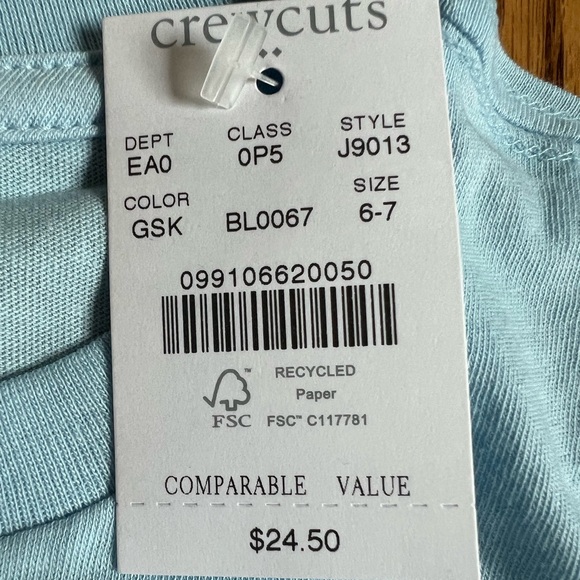 crewcuts
DEPT CLASS STYLE
EA0 0P5 J9013
COLOR SIZE
GSK BL0067 6-7
099106620050
RECYCLED
Paper
FSC™ FSC™ C117781
COMPARABLE VALUE
$24.50